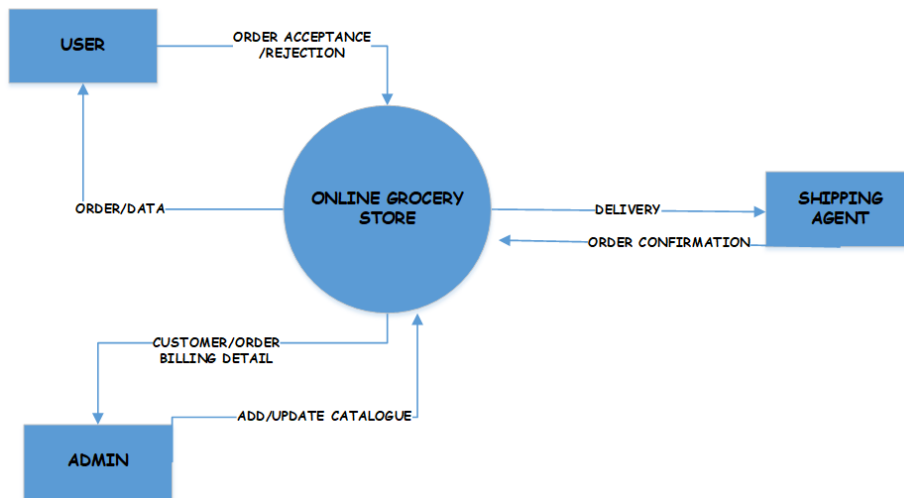 USER
ORDER ACCEPTANCE
/REJECTION
ORDER/DATA
ONLINE GROCERY
STORE
DELIVERY
SHIPPING
AGENT
ORDER CONFIRMATION
CUSTOMER/ORDER
BILLING DETAIL
ADD/UPDATE CATALOGUE
ADMIN